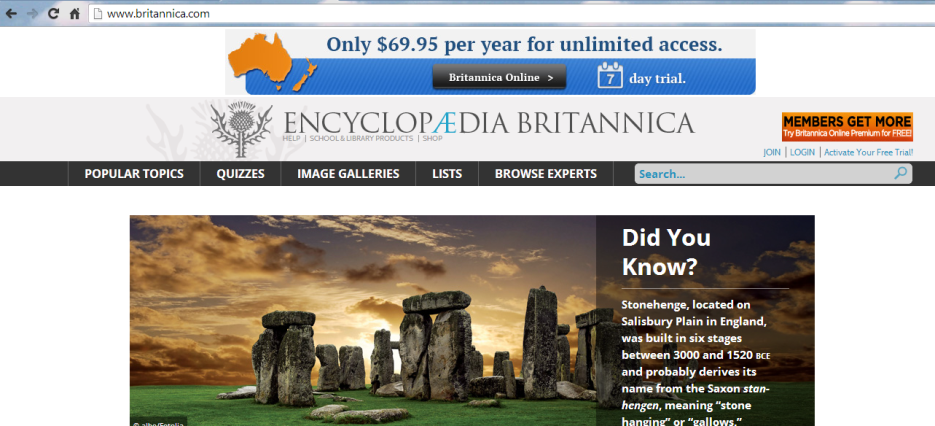 www.britannica.com
Only $69.95 per year for unlimited access.
Britannica Online >
7
day trial.
ENCYCLOPÆDIA BRITANNICA
HELP | SCHOOL & LIBRARY PRODUCTS | SHOP
MEMBERS GET MORE
Try Britannica Online Premium for FREE!
JOIN | LOGIN | Activate Your Free Trial!
POPULAR TOPICS
QUIZZES
IMAGE GALLERIES
LISTS
BROWSE EXPERTS
Search...
Did You
Know?
Stonehenge, located on
Salisbury Plain in England,
was built in six stages
between 3000 and 1520 BCE
and probably derives its
name from the Saxon stan-
hengen, meaning “stone
hanging” or “gallows.”